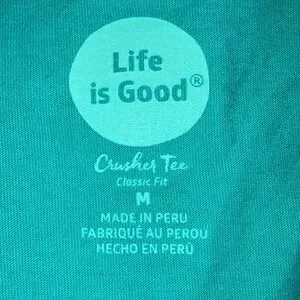 Life
is Good®
Crusher Tee
Classic Fit
M
MADE IN PERU
FABRIQUÉ AU PEROU
HECHO EN PERÚ